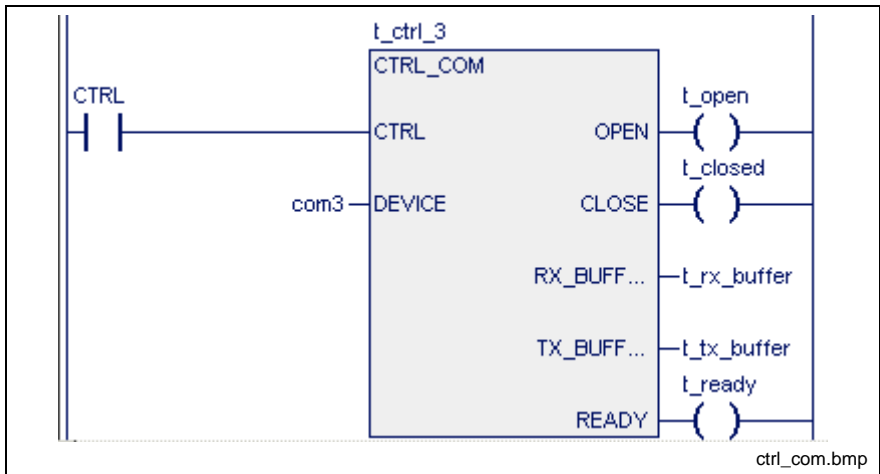 t_ctrl_3
CTRL_COM
CTRL
t_open
CTRL
OPEN
t_closed
com3
DEVICE
CLOSE
RX_BUFF...
t_rx_buffer
TX_BUFF...
t_tx_buffer
t_ready
READY
ctrl_com.bmp